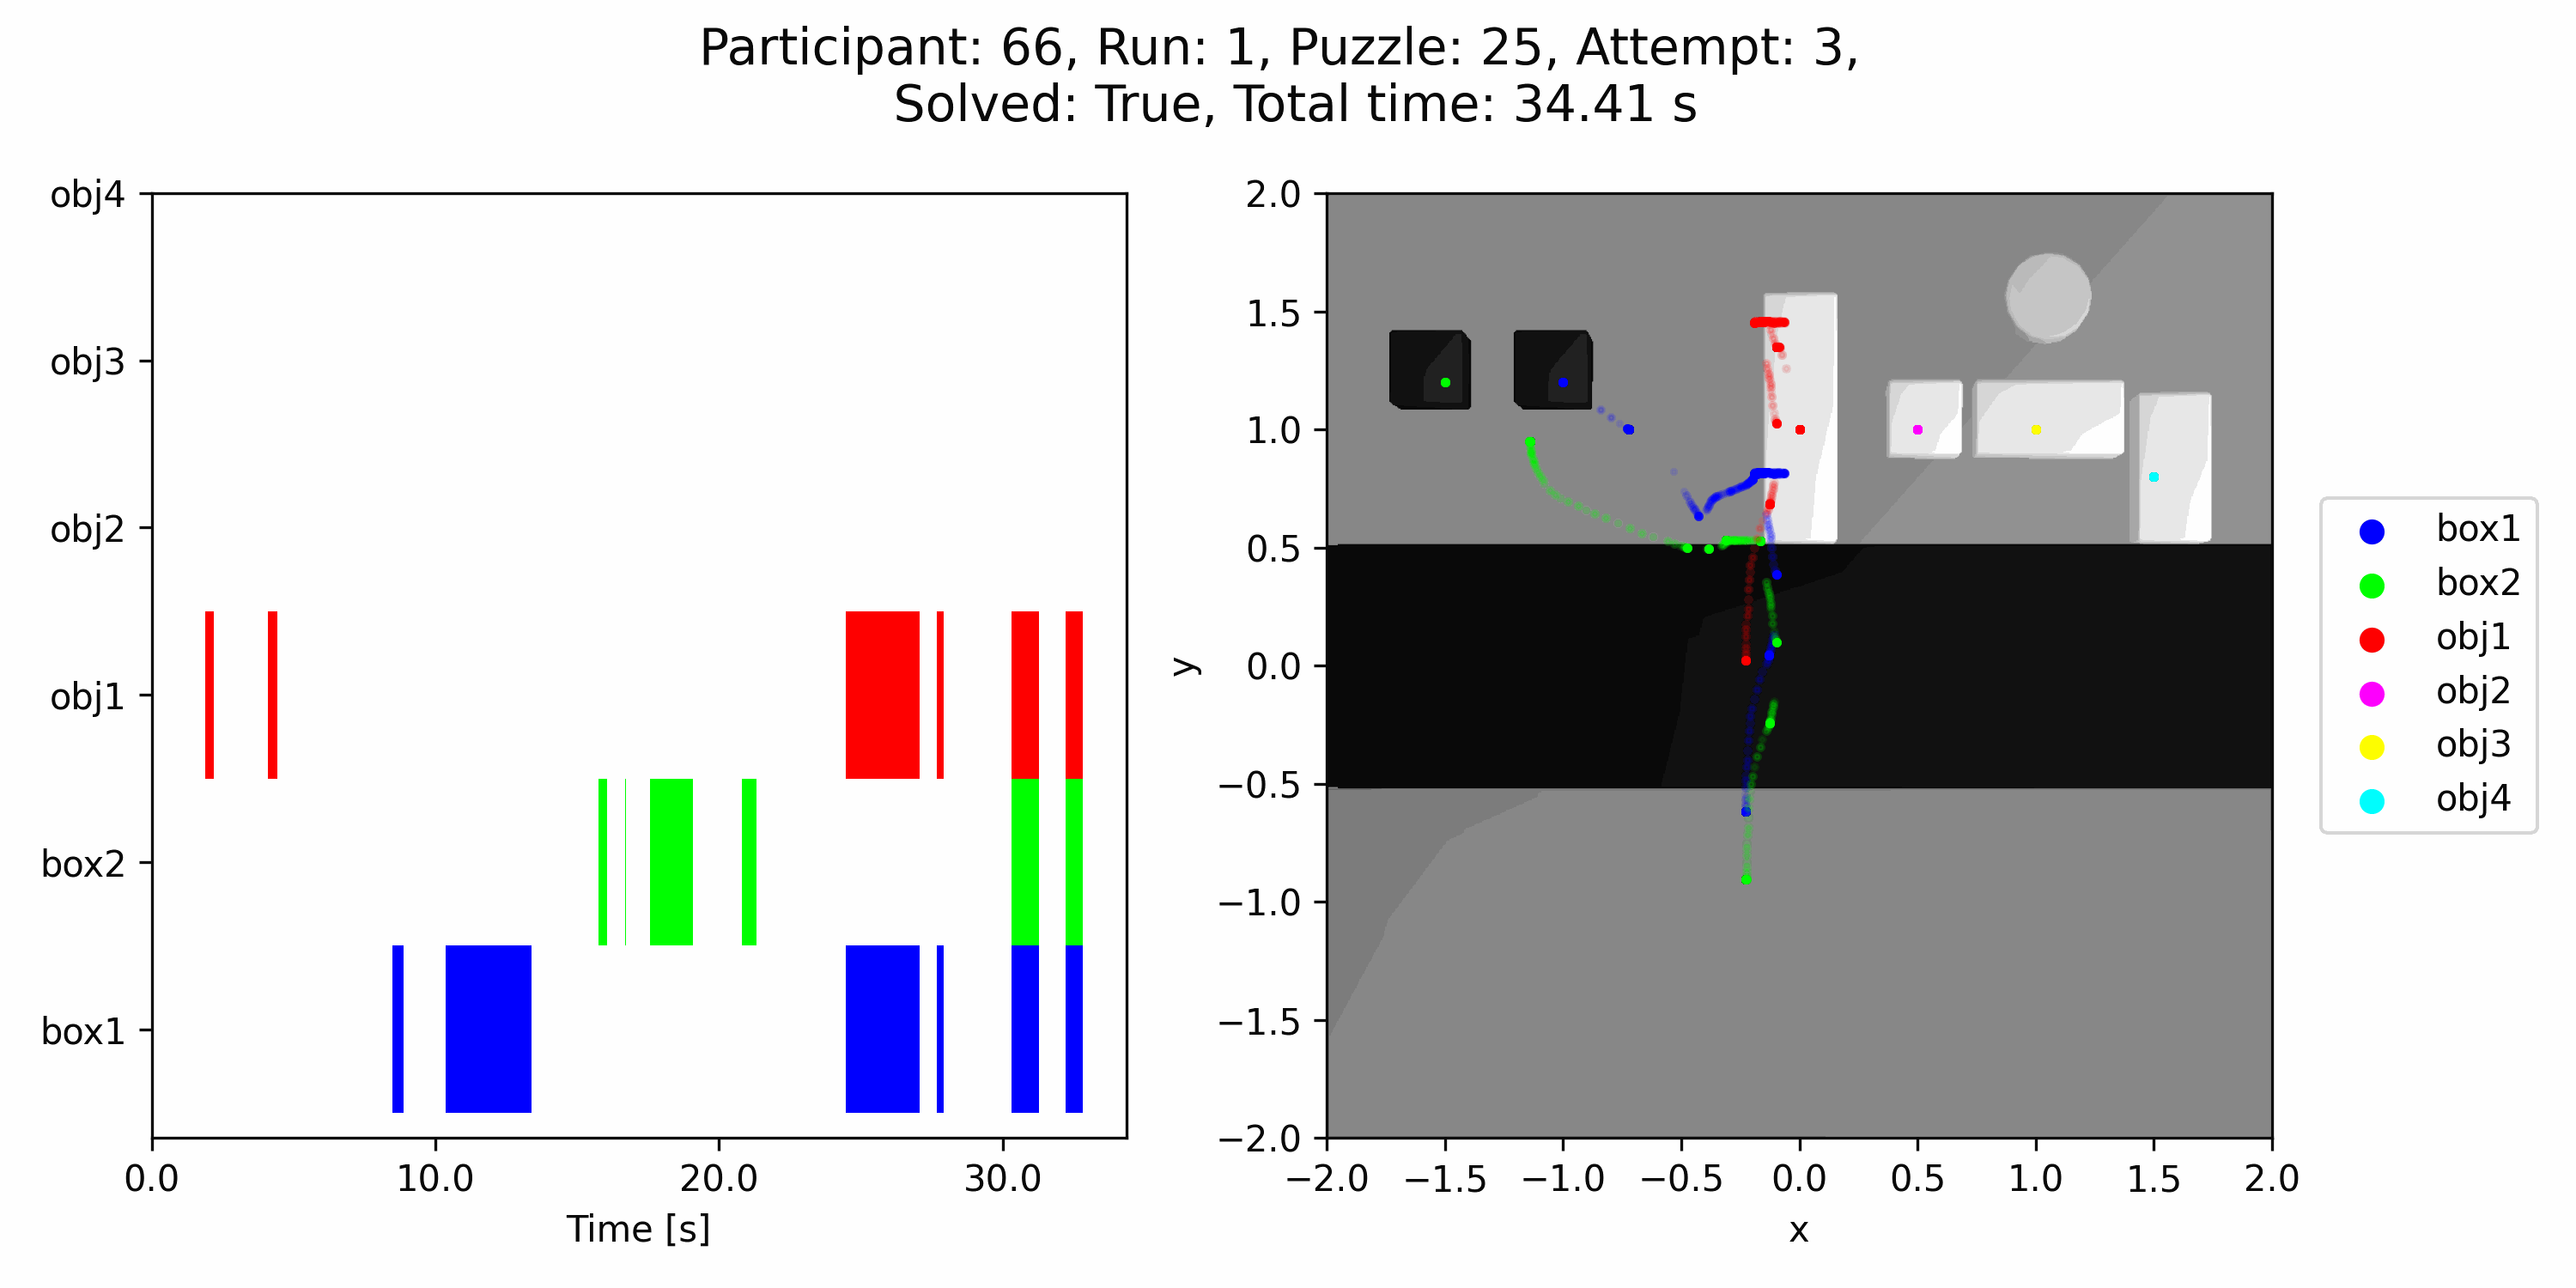 Participant: 66, Run: 1, Puzzle: 25, Attempt: 3,
Solved: True, Total time: 34.41 s
obj4
obj3
obj2
obj1
box2
box1
0.0 10.0 20.0 30.0
Time [s]
2.0
1.5
1.0
0.5
0.0
−0.5
−1.0
−1.5
−2.0
y
−2.0 −1.5 −1.0 −0.5 0.0 0.5 1.0 1.5 2.0
x
box1
box2
obj1
obj2
obj3
obj4